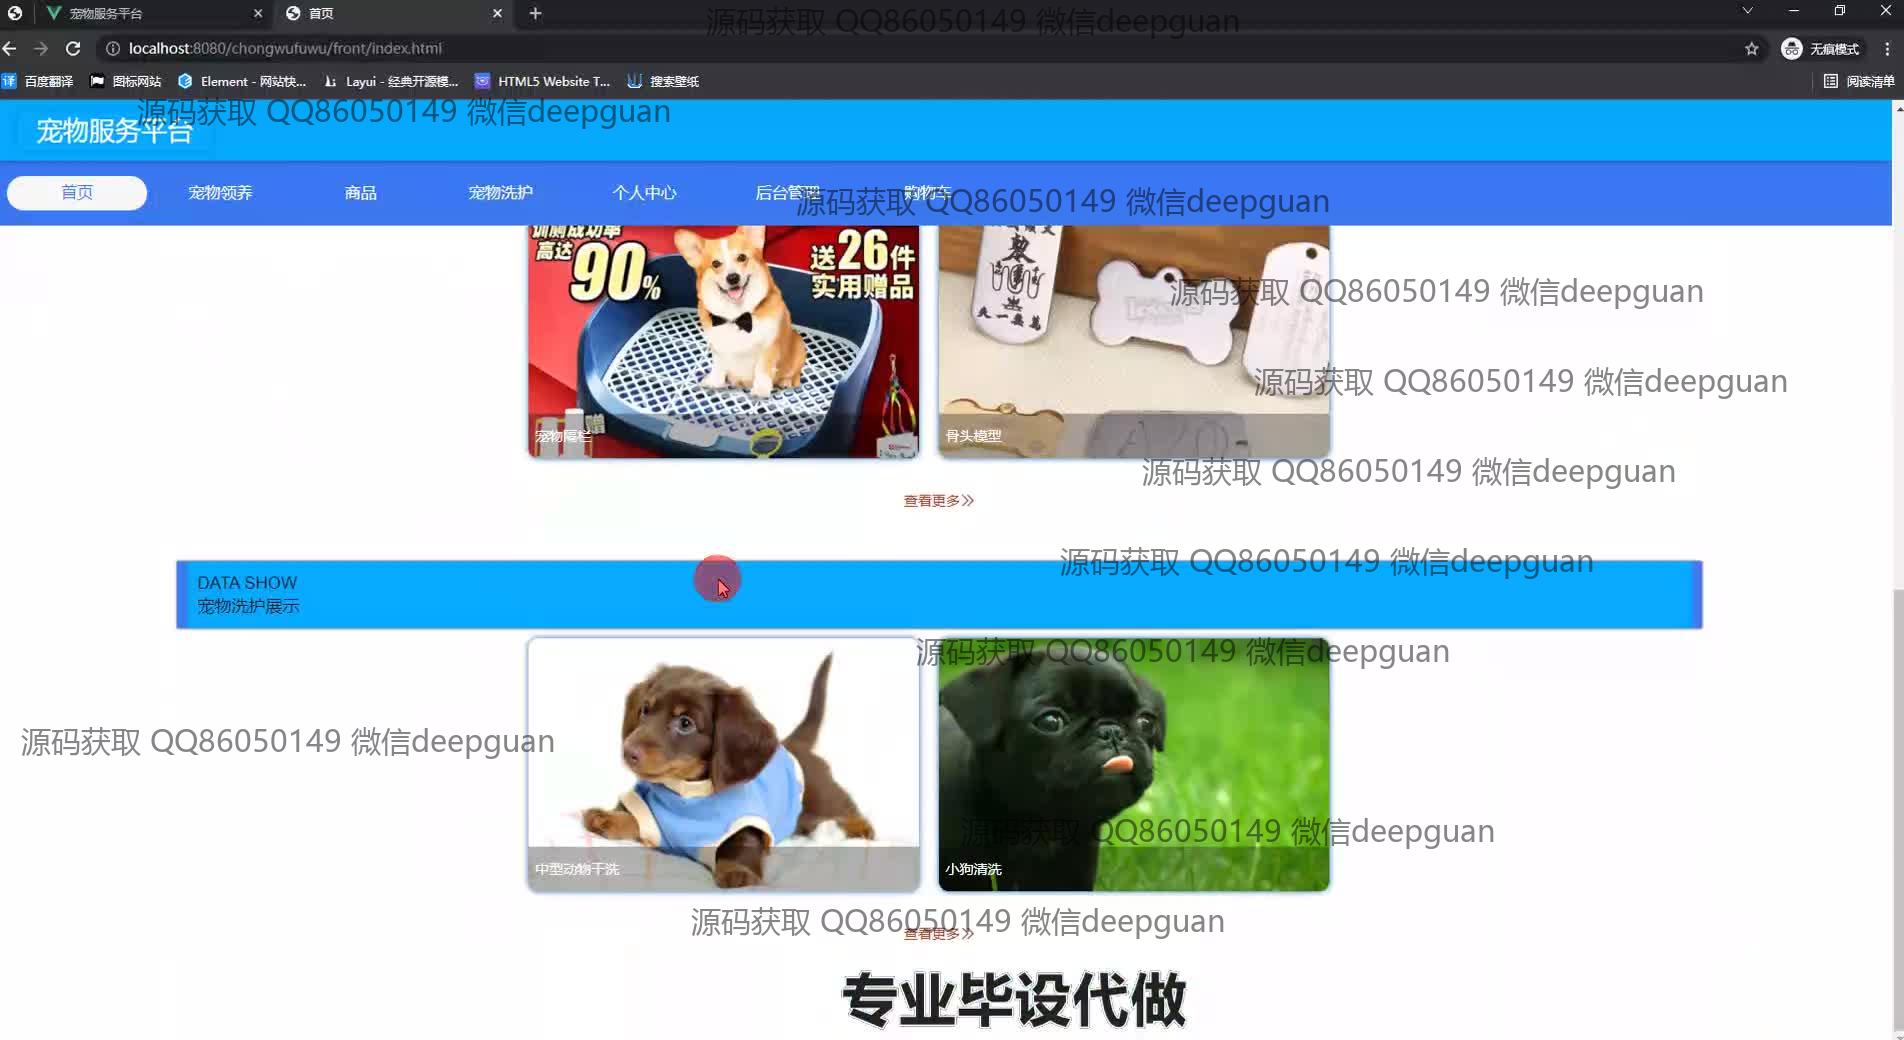 宠物服务平台
首页
源码获取 QQ86050149 微信deepguan
localhost:8080/chongwufuwu/front/index.html
无痕模式
译 百度翻译
图标网站
Element - 网站快...
Layui - 经典开源模...
HTML5 Website T...
搜索壁纸
阅读清单
源码获取 QQ86050149 微信deepguan
宠物服务平台
首页
宠物领养
商品
宠物洗护
个人中心
后台管理
购物车
源码获取 QQ86050149 微信deepguan
训厕成功率
高达
90%
送26件
实用赠品
源码获取 QQ86050149 微信deepguan
源码获取 QQ86050149 微信deepguan
宠物隔栏
骨头模型
源码获取 QQ86050149 微信deepguan
查看更多
源码获取 QQ86050149 微信deepguan
DATA SHOW
宠物洗护展示
源码获取 QQ86050149 微信deepguan
源码获取 QQ86050149 微信deepguan
源码获取 QQ86050149 微信deepguan
中型动物干洗
小狗清洗
源码获取 QQ86050149 微信deepguan
查看更多
专业毕设代做